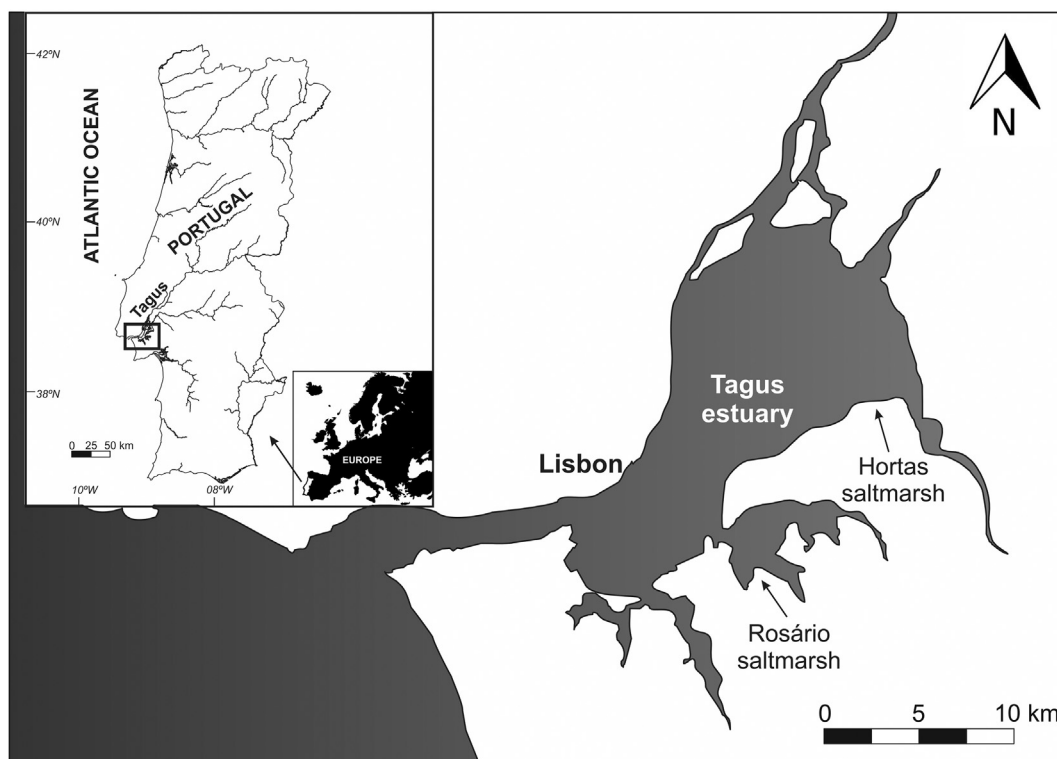 42ºN
ATLANTIC OCEAN
PORTUGAL
40ºN
Tagus
38ºN
0 25 50 km
EUROPE
10ºW
08ºW
N
Tagus
estuary
Lisbon
Hortas
saltmarsh
Rosário
saltmarsh
0 5 10 km